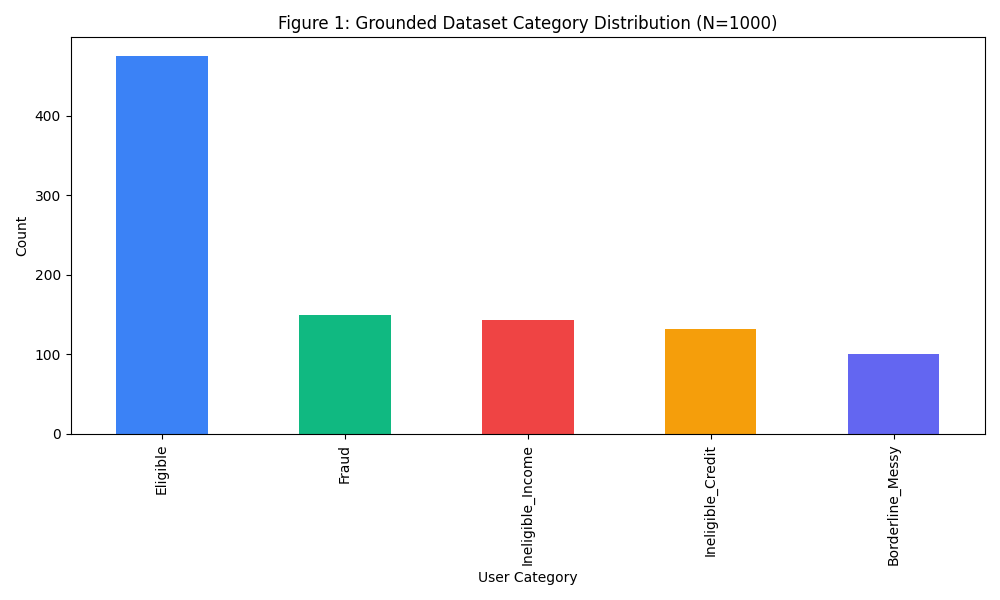 Figure 1: Grounded Dataset Category Distribution (N=1000)
Count
400
300
200
100
0
Eligible
Fraud
Ineligible_Income
Ineligible_Credit
Borderline_Messy
User Category